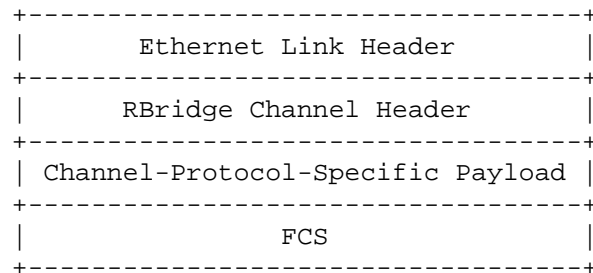 +-----------------------------------+
|       Ethernet Link Header        |
+-----------------------------------+
|      RBridge Channel Header       |
+-----------------------------------+
| Channel-Protocol-Specific Payload |
+-----------------------------------+
|                FCS                |
+-----------------------------------+